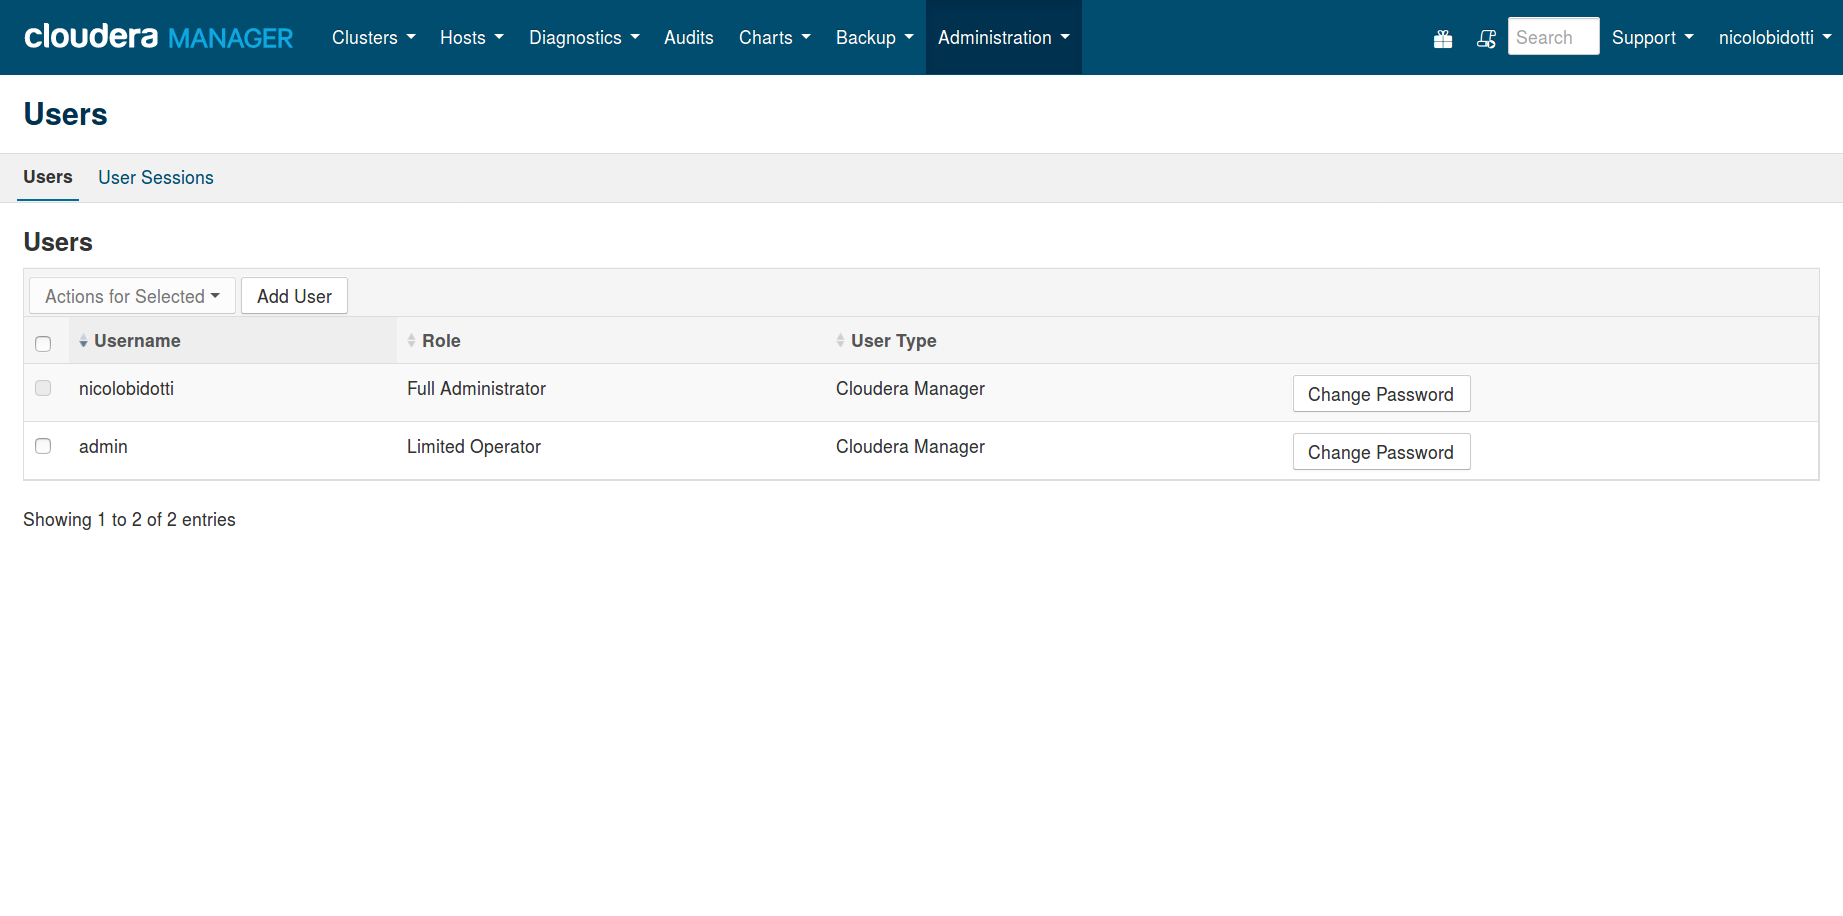 cloudera MANAGER Clusters Hosts Diagnostics Audits Charts Backup Administration Search Support nicolobidotti
Users
Users User Sessions
Users
Actions for Selected Add User
Username Role User Type
nicolobidotti Full Administrator Cloudera Manager Change Password
admin Limited Operator Cloudera Manager Change Password
Showing 1 to 2 of 2 entries